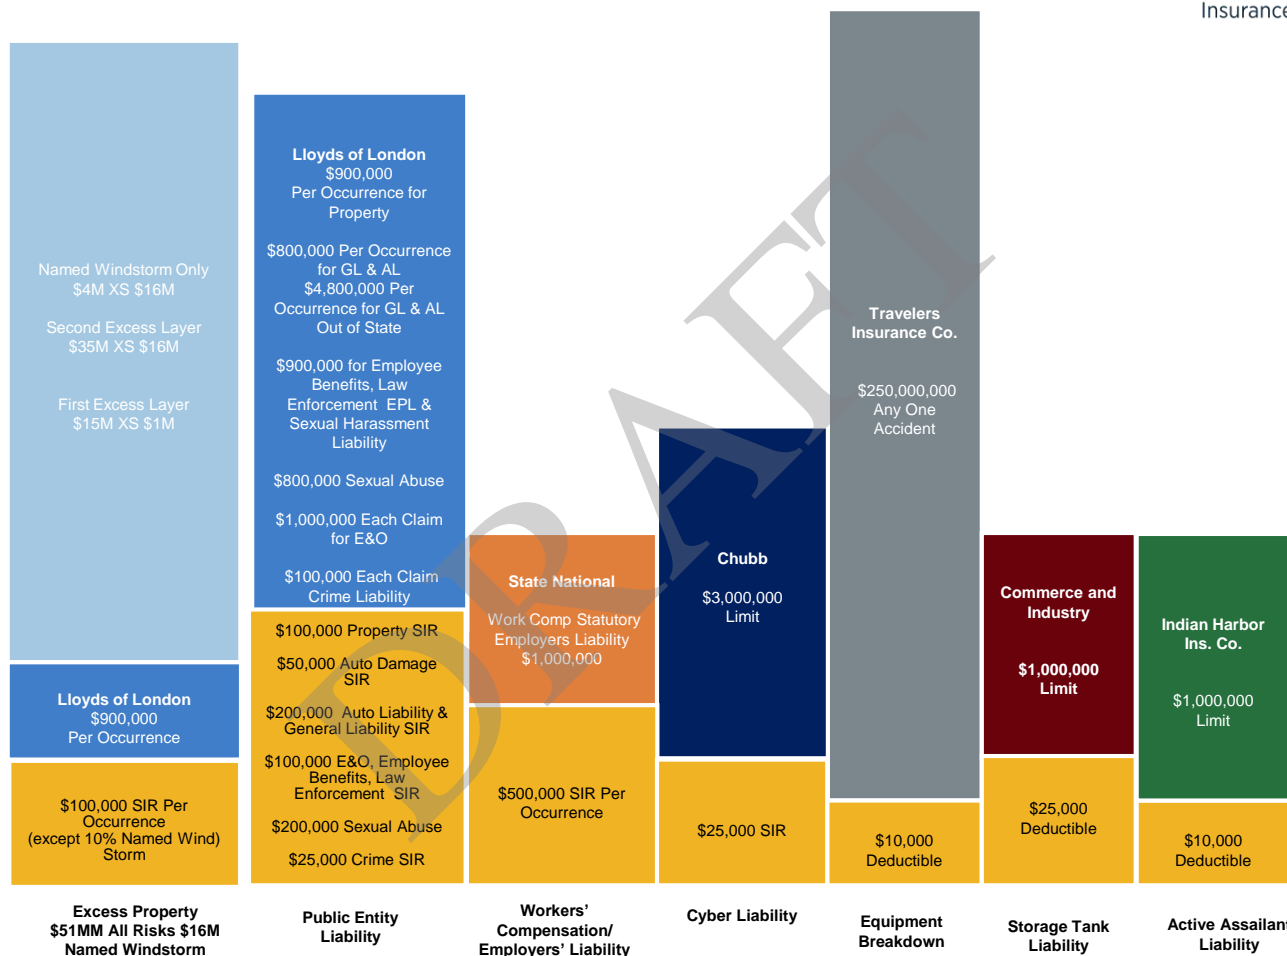 Insurance
Named Windstorm Only
$4M XS $16M
Second Excess Layer
$35M XS $16M
First Excess Layer
$15M XS $1M
Lloyds of London
$900,000
Per Occurrence
$100,000 SIR Per
Occurrence
(except 10% Named Wind)
Storm
Excess Property
$51MM All Risks $16M
Named Windstorm
Lloyds of London
$900,000
Per Occurrence for
Property
$800,000 Per Occurrence
for GL & AL
$4,800,000 Per
Occurrence for GL & AL
Out of State
$900,000 for Employee
Benefits, Law
Enforcement EPL &
Sexual Harassment
Liability
$800,000 Sexual Abuse
$1,000,000 Each Claim
for E&O
$100,000 Each Claim
Crime Liability
$100,000 Property SIR
$50,000 Auto Damage
SIR
$200,000 Auto Liability &
General Liability SIR
$100,000 E&O, Employee
Benefits, Law
Enforcement SIR
$200,000 Sexual Abuse
$25,000 Crime SIR
Public Entity
Liability
State National
Work Comp Statutory
Employers Liability
$1,000,000
$500,000 SIR Per
Occurrence
Workers'
Compensation/
Employers' Liability
Chubb
$3,000,000
Limit
$25,000 SIR
Cyber Liability
Travelers
Insurance Co.
$250,000,000
Any One
Accident
$10,000
Deductible
Equipment
Breakdown
Commerce and
Industry
$1,000,000
Limit
$25,000
Deductible
Storage Tank
Liability
Indian Harbor
Ins. Co.
$1,000,000
Limit
$10,000
Deductible
Active Assailant
Liability
DRAFT